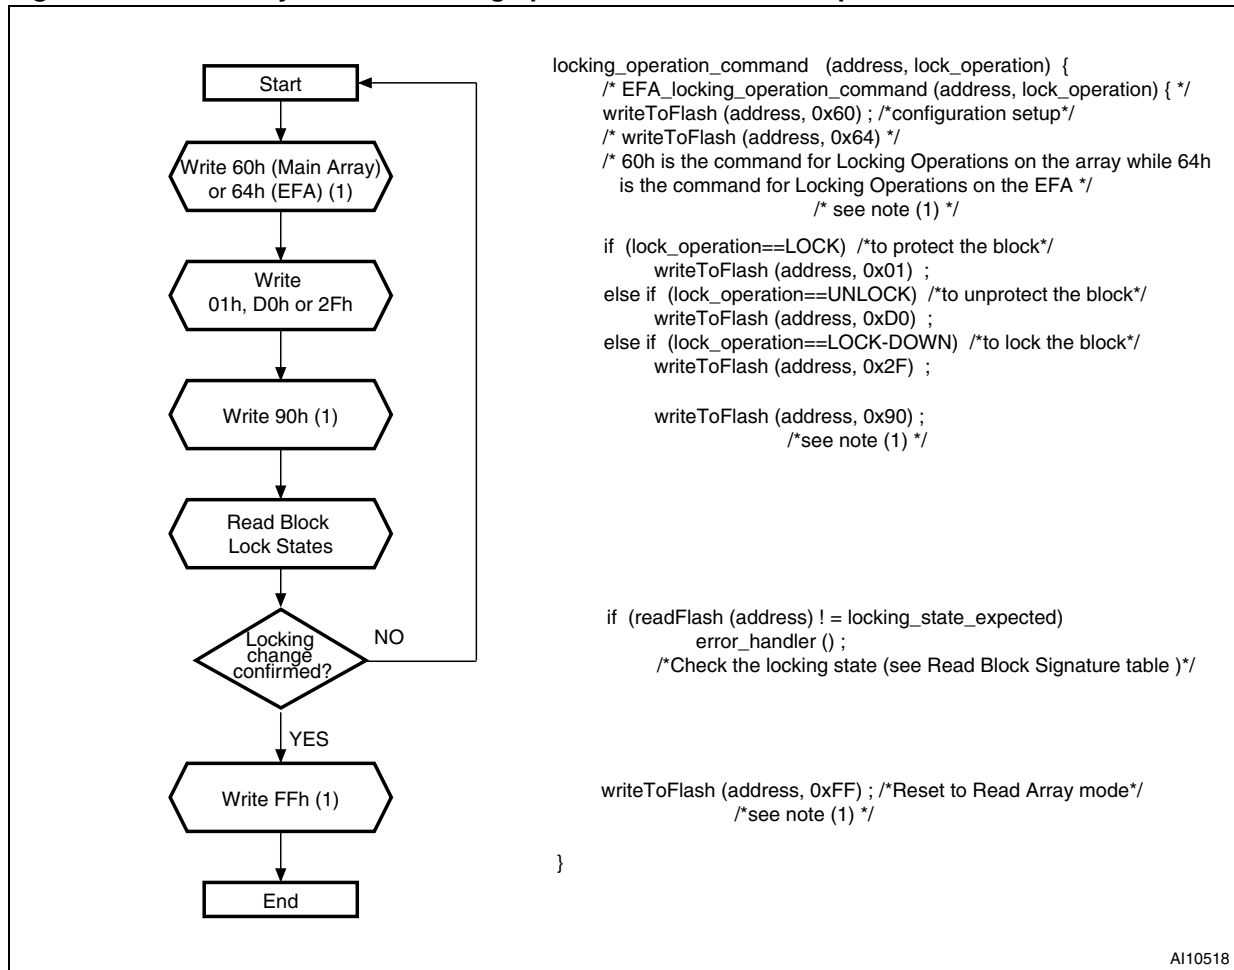 Start
Write 60h (Main Array)
or 64h (EFA) (1)
Write
01h, D0h or 2Fh
Write 90h (1)
Read Block
Lock States
Locking
change
confirmed?
NO
YES
Write FFh (1)
End
locking_operation_command (address, lock_operation) {
/* EFA_locking_operation_command (address, lock_operation) { */
writeToFlash (address, 0x60) ; /*configuration setup*/
/* writeToFlash (address, 0x64) */
/* 60h is the command for Locking Operations on the array while 64h
is the command for Locking Operations on the EFA */
/* see note (1) */
if (lock_operation==LOCK) /*to protect the block*/
writeToFlash (address, 0x01) ;
else if (lock_operation==UNLOCK) /*to unprotect the block*/
writeToFlash (address, 0xD0) ;
else if (lock_operation==LOCK-DOWN) /*to lock the block*/
writeToFlash (address, 0x2F) ;
writeToFlash (address, 0x90) ;
/*see note (1) */
if (readFlash (address) ! = locking_state_expected)
error_handler () ;
/*Check the locking state (see Read Block Signature table )*/
writeToFlash (address, 0xFF) ; /*Reset to Read Array mode*/
/*see note (1) */
}
AI10518